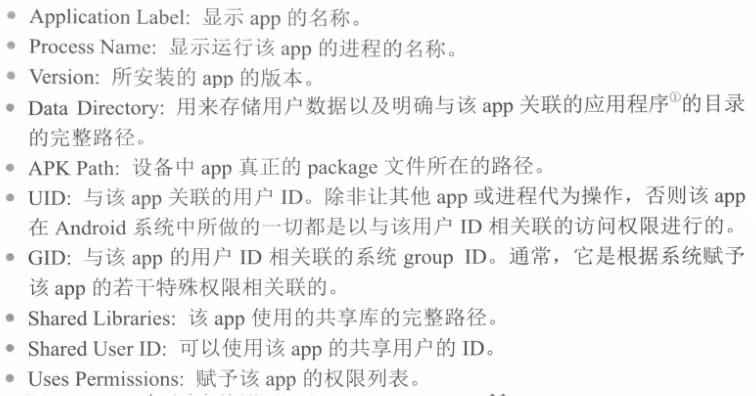 • Application Label: 显示 app 的名称。
• Process Name: 显示运行该 app 的进程的名称。
• Version: 所安装的 app 的版本。
• Data Directory: 用来存储用户数据以及明确与该 app 关联的应用程序①的目录
的完整路径。
• APK Path: 设备中 app 真正的 package 文件所在的路径。
• UID: 与该 app 关联的用户 ID。除非让其他 app 或进程代为操作，否则该 app
在 Android 系统中所做的一切都是以与该用户 ID 相关联的访问权限进行的。
• GID: 与该 app 的用户 ID 相关联的系统 group ID。通常，它是根据系统赋予
该 app 的若干特殊权限相关联的。
• Shared Libraries: 该 app 使用的共享库的完整路径。
• Shared User ID: 可以使用该 app 的共享用户的 ID。
• Uses Permissions: 赋予该 app 的权限列表。